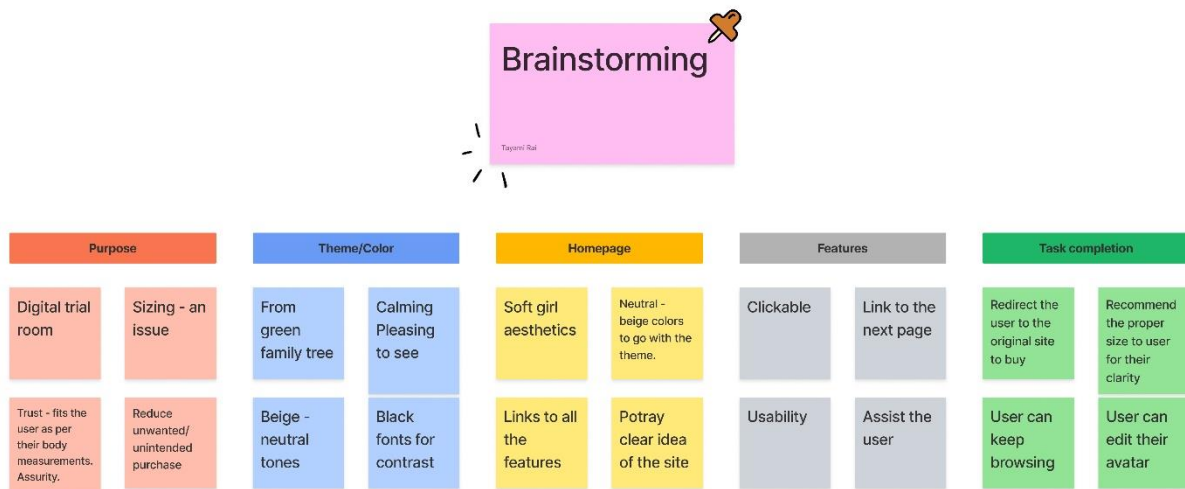 Brainstorming
Tayami Rai
Purpose
Theme/Color
Homepage
Features
Task completion
Digital trial
room
Sizing - an
issue
From
green
family tree
Calming
Pleasing
to see
Soft girl
aesthetics
Neutral -
beige colors
to go with the
theme.
Clickable
Link to the
next page
Redirect the
user to the
original site
to buy
Recommend
the proper
size to user
for their
clarity
Trust - fits the
user as per
their body
measurements.
Assurity.
Reduce
unwanted/
unintended
purchase
Beige -
neutral
tones
Black
fonts for
contrast
Links to all
the
features
Potray
clear idea
of the site
Usability
Assist the
user
User can
keep
browsing
User can
edit their
avatar